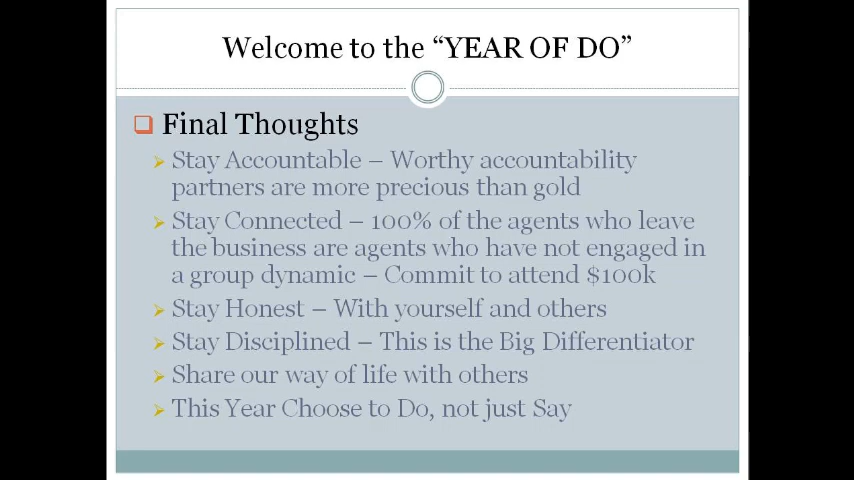 Welcome to the “YEAR OF DO”
Final Thoughts
Stay Accountable – Worthy accountability
partners are more precious than gold
Stay Connected – 100% of the agents who leave
the business are agents who have not engaged in
a group dynamic – Commit to attend $100k
Stay Honest – With yourself and others
Stay Disciplined – This is the Big Differentiator
Share our way of life with others
This Year Choose to Do, not just Say